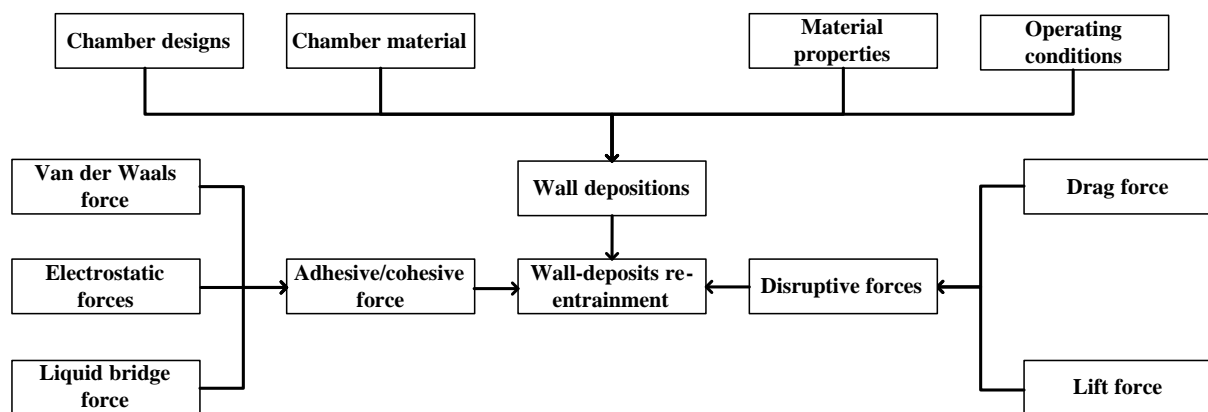 Chamber designs
Chamber material
Material
properties
Operating
conditions
Van der Waals
force
Wall depositions
Drag force
Electrostatic
forces
Adhesive/cohesive
force
Wall-deposits re-
entrainment
Disruptive forces
Liquid bridge
force
Lift force